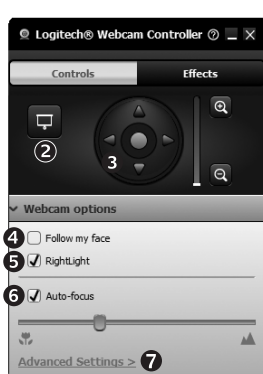 Logitech® Webcam Controller ? _ X
Controls Effects
2
3
Webcam options
4 Follow my face
5 RightLight
6 Auto-focus
Advanced Settings > 7